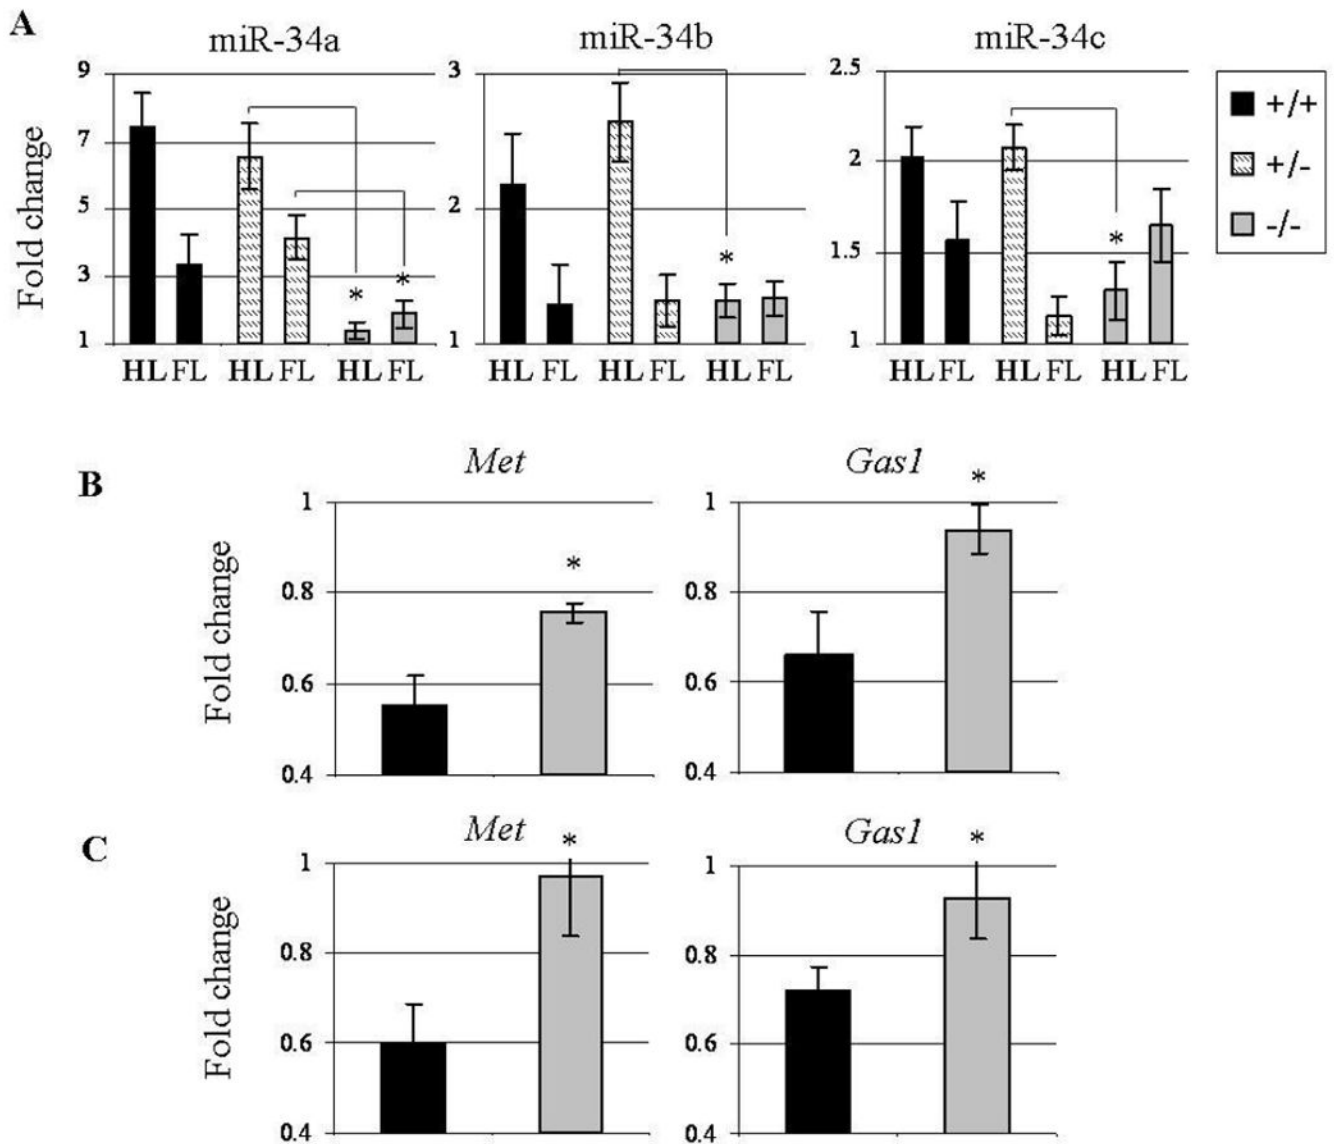 A
miR-34a
miR-34b
miR-34c
Fold change
9
7
5
3
1
HL FL HL FL HL FL
* *
3
2
1
HL FL HL FL HL FL
*
2.5
2
1.5
1
HL FL HL FL HL FL
*
+/+
+/-
-/-
B
Met
Gas1
Fold change
1
0.8
0.6
0.4
*
1
0.8
0.6
0.4
*
C
Met
Gas1
Fold change
1
0.8
0.6
0.4
*
1
0.8
0.6
0.4
*